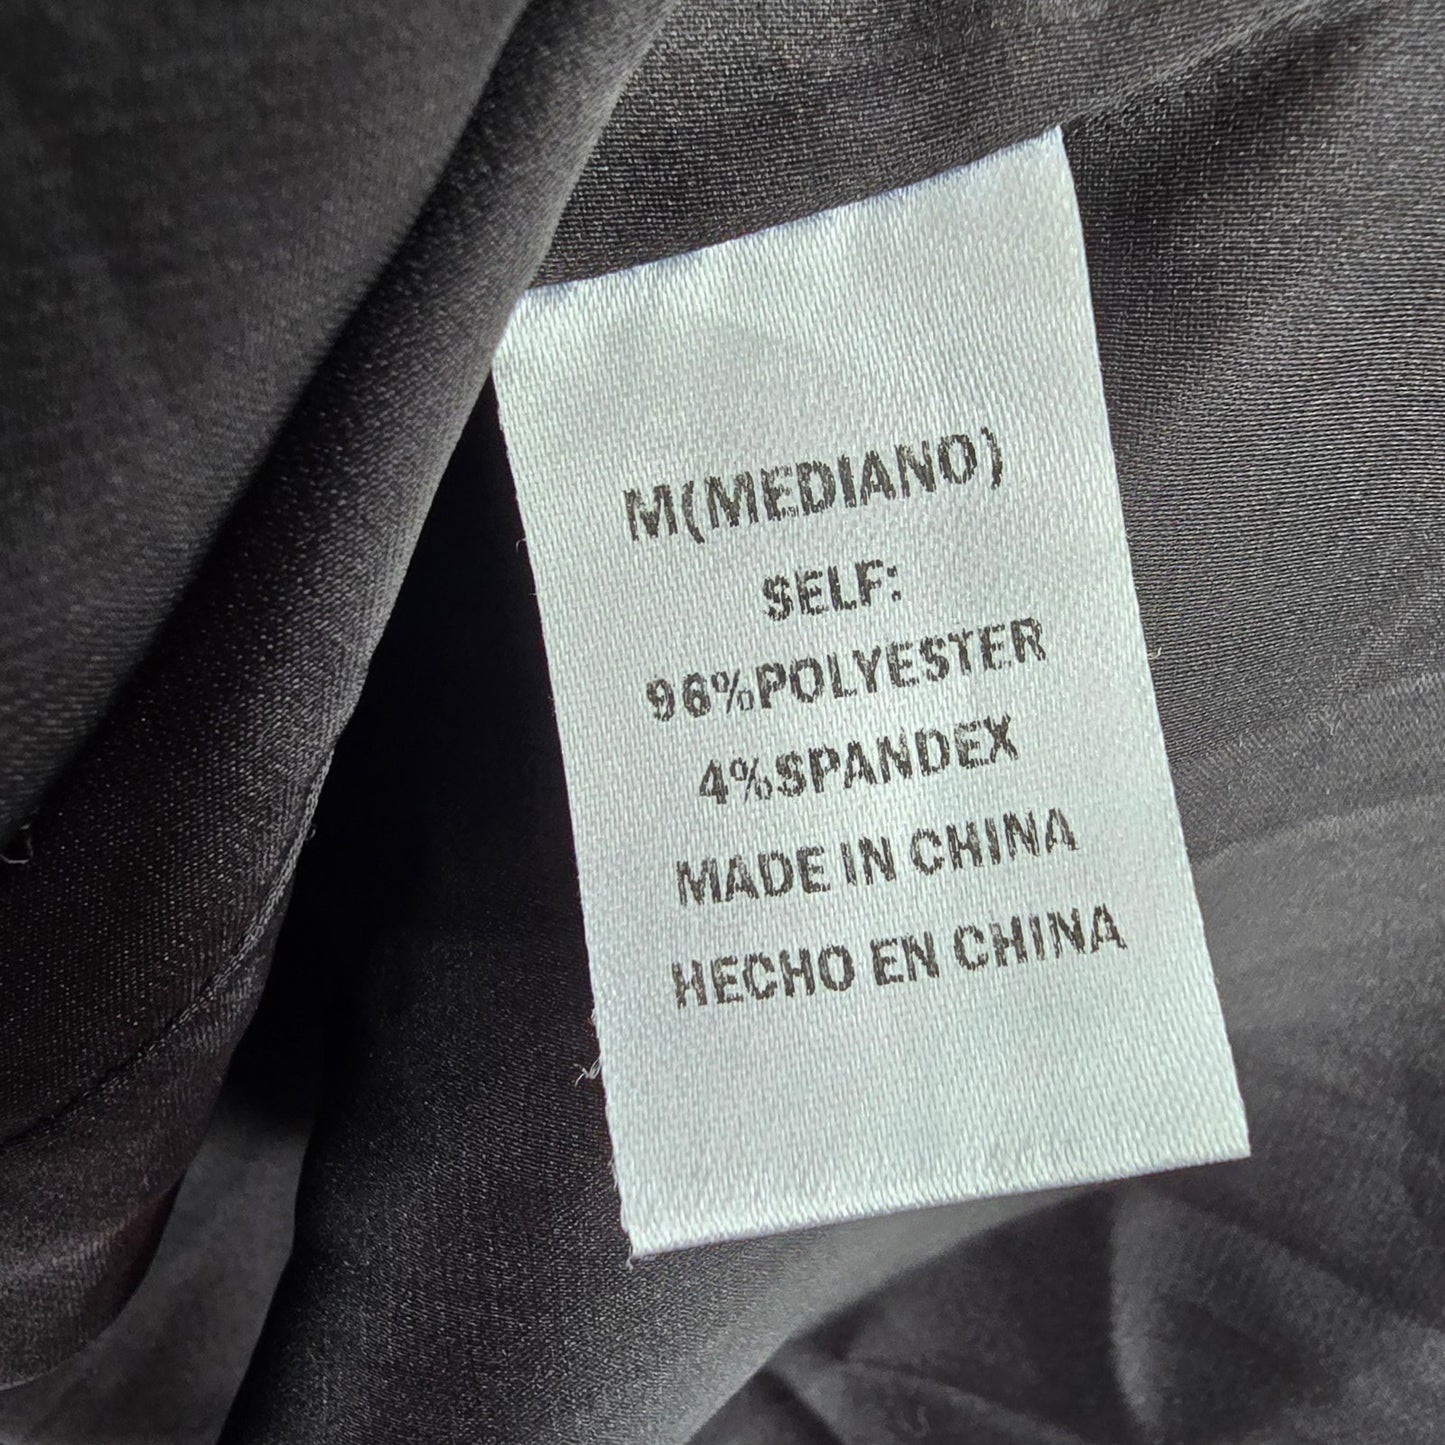 M(MEDIANO)
SELF:
96%POLYESTER
4%SPANDEX
MADE IN CHINA
HECHO EN CHINA